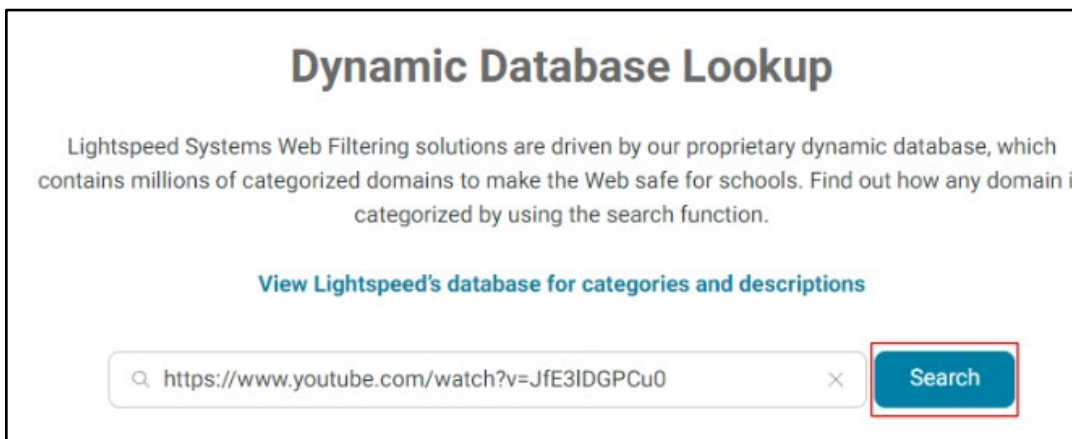 Dynamic Database Lookup
Lightspeed Systems Web Filtering solutions are driven by our proprietary dynamic database, which
contains millions of categorized domains to make the Web safe for schools. Find out how any domain i
categorized by using the search function.
View Lightspeed's database for categories and descriptions
https://www.youtube.com/watch?v=JfE3lDGPCu0
Search